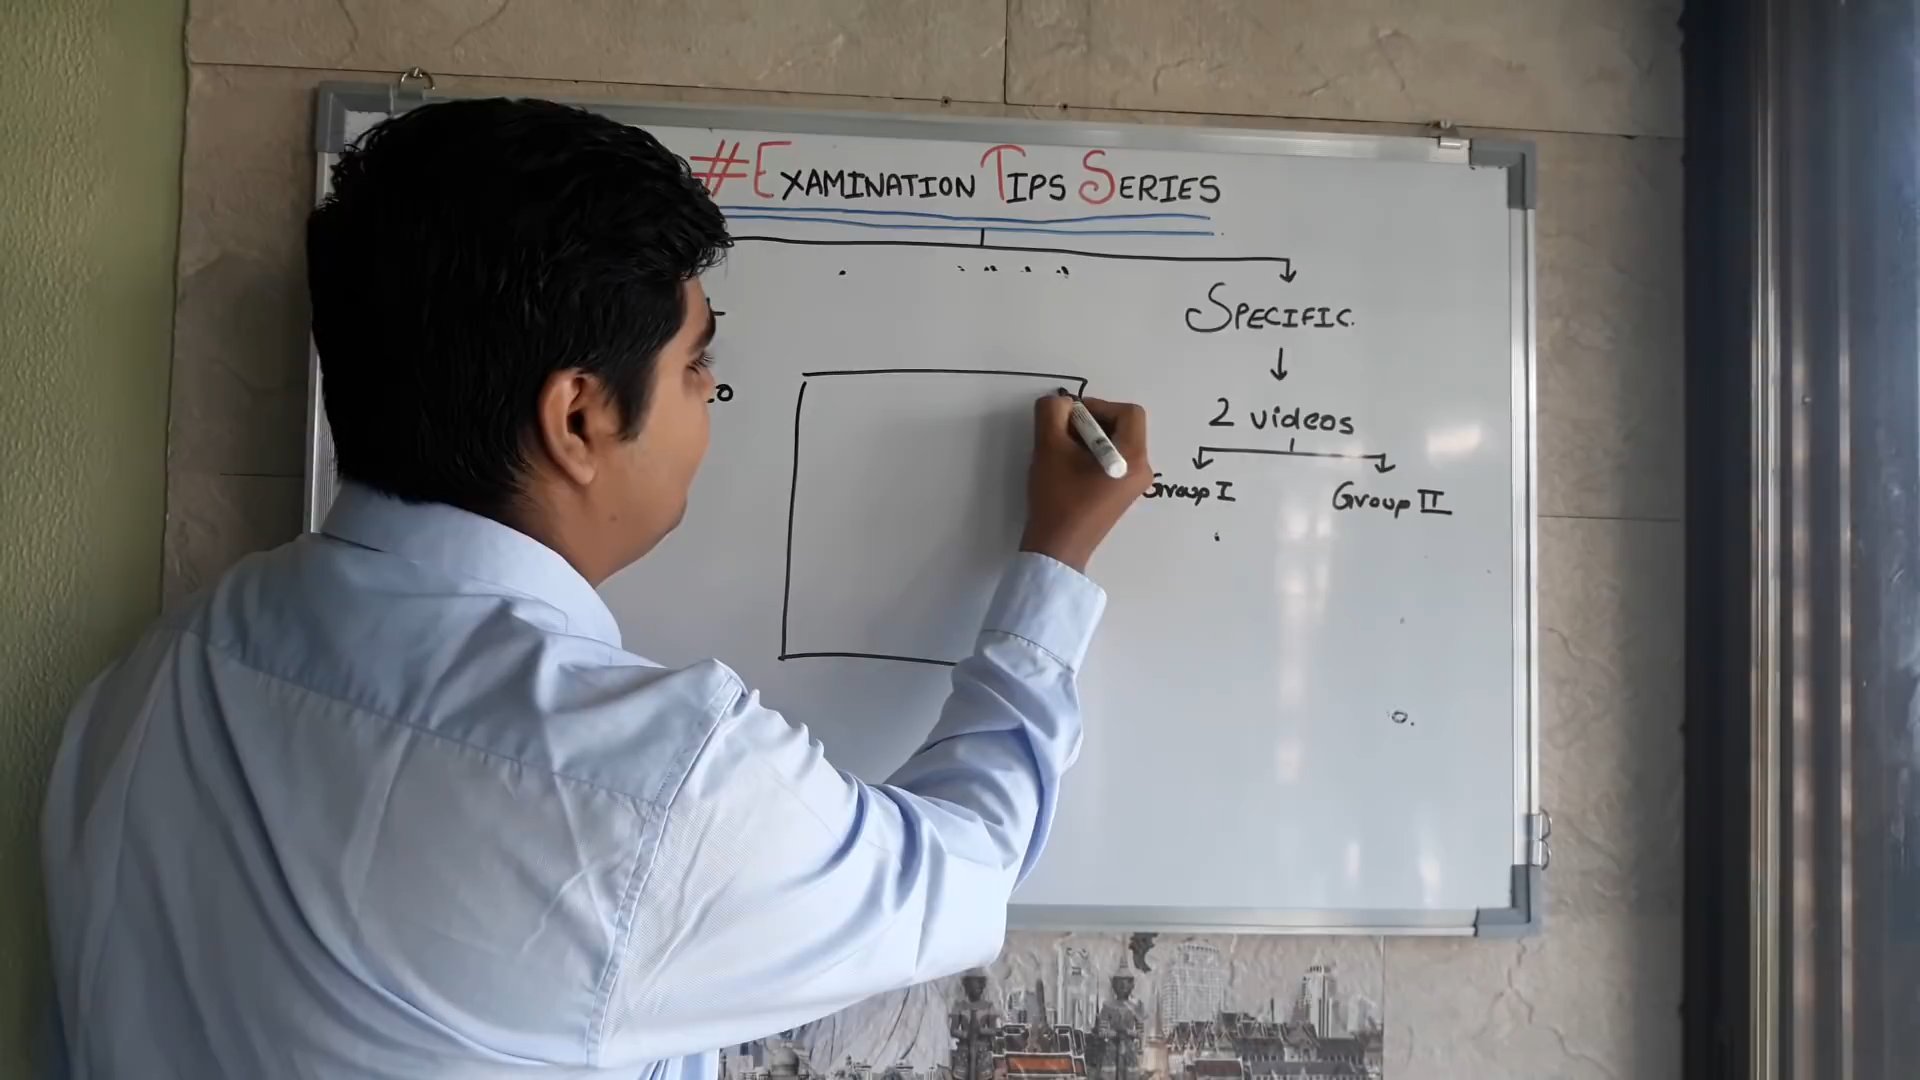 #EXAMINATION TIPS SERIES
SPECIFIC.
2 videos
Group I
Group II